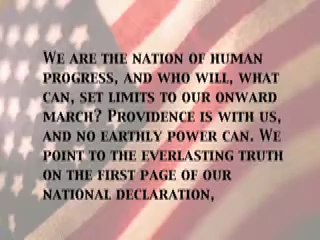 We are the nation of human
progress, and who will, what
can, set limits to our onward
march? Providence is with us,
and no earthly power can. We
point to the everlasting truth
on the first page of our
national declaration,